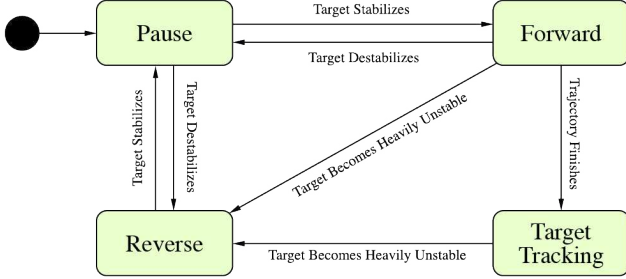 Target Stabilizes
Pause
Forward
Target Destabilizes
Target Stabilizes
Target Destabilizes
Target Becomes Heavily Unstable
Trajectory Finishes
Reverse
Target Becomes Heavily Unstable
Target
Tracking